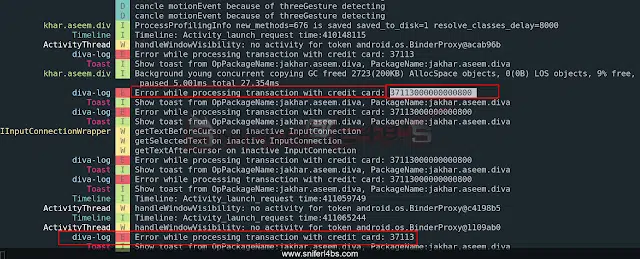 D cancle motionEvent because of threeGesture detecting
D cancle motionEvent because of threeGesture detecting
khar.aseem.div I ProcessProfilingInfo new_methods=676 is saved saved to_disk=1 resolve_classes_delay=8000
Timeline I Timeline: Activity_launch_request time:410148115
ActivityThread W handleWindowVisibility: no activity for token android.os.BinderProxy@acab96b
diva-log E Error while processing transaction with credit card: 37113
Toast I Show toast from OpPackageName:jakhar.aseem.diva, PackageName:jakhar.aseem.diva
khar.aseem.div I Background young concurrent copying GC freed 2723(200KB) AllocSpace objects, 0(0B) LOS objects, 9% free,
paused 5.001ms total 27.354ms
diva-log E Error while processing transaction with credit card: 37113000000000800
Toast I Show toast from OpPackageName:jakhar.aseem.diva, PackageName:jakhar.aseem.diva
diva-log E Error while processing transaction with credit card: 37113000000000800
Toast I Show toast from OpPackageName:jakhar.aseem.diva, PackageName:jakhar.aseem.diva
IInputConnectionWrapper W getTextBeforeCursor on inactive InputConnection
W getSelectedText on inactive InputConnection
W getTextAfterCursor on inactive InputConnection
diva-log E Error while processing transaction with credit card: 37113000000000800
Toast I Show toast from OpPackageName:jakhar.aseem.diva, PackageName:jakhar.aseem.diva
diva-log E Error while processing transaction with credit card: 37113000000000800
Toast I Show toast from OpPackageName:jakhar.aseem.diva, PackageName:jakhar.aseem.diva
Timeline I Timeline: Activity_launch_request time:411059749
ActivityThread W handleWindowVisibility: no activity for token android.os.BinderProxy@c4198b5
Timeline I Timeline: Activity_launch_request time:411065244
ActivityThread W handleWindowVisibility: no activity for token android.os.BinderProxy@1109ab0
diva-log E Error while processing transaction with credit card: 37113
Toast I Show toast from OpPackageName:jakhar.aseem.diva, PackageName:jakhar.aseem.diva
www.sniferl4bs.com